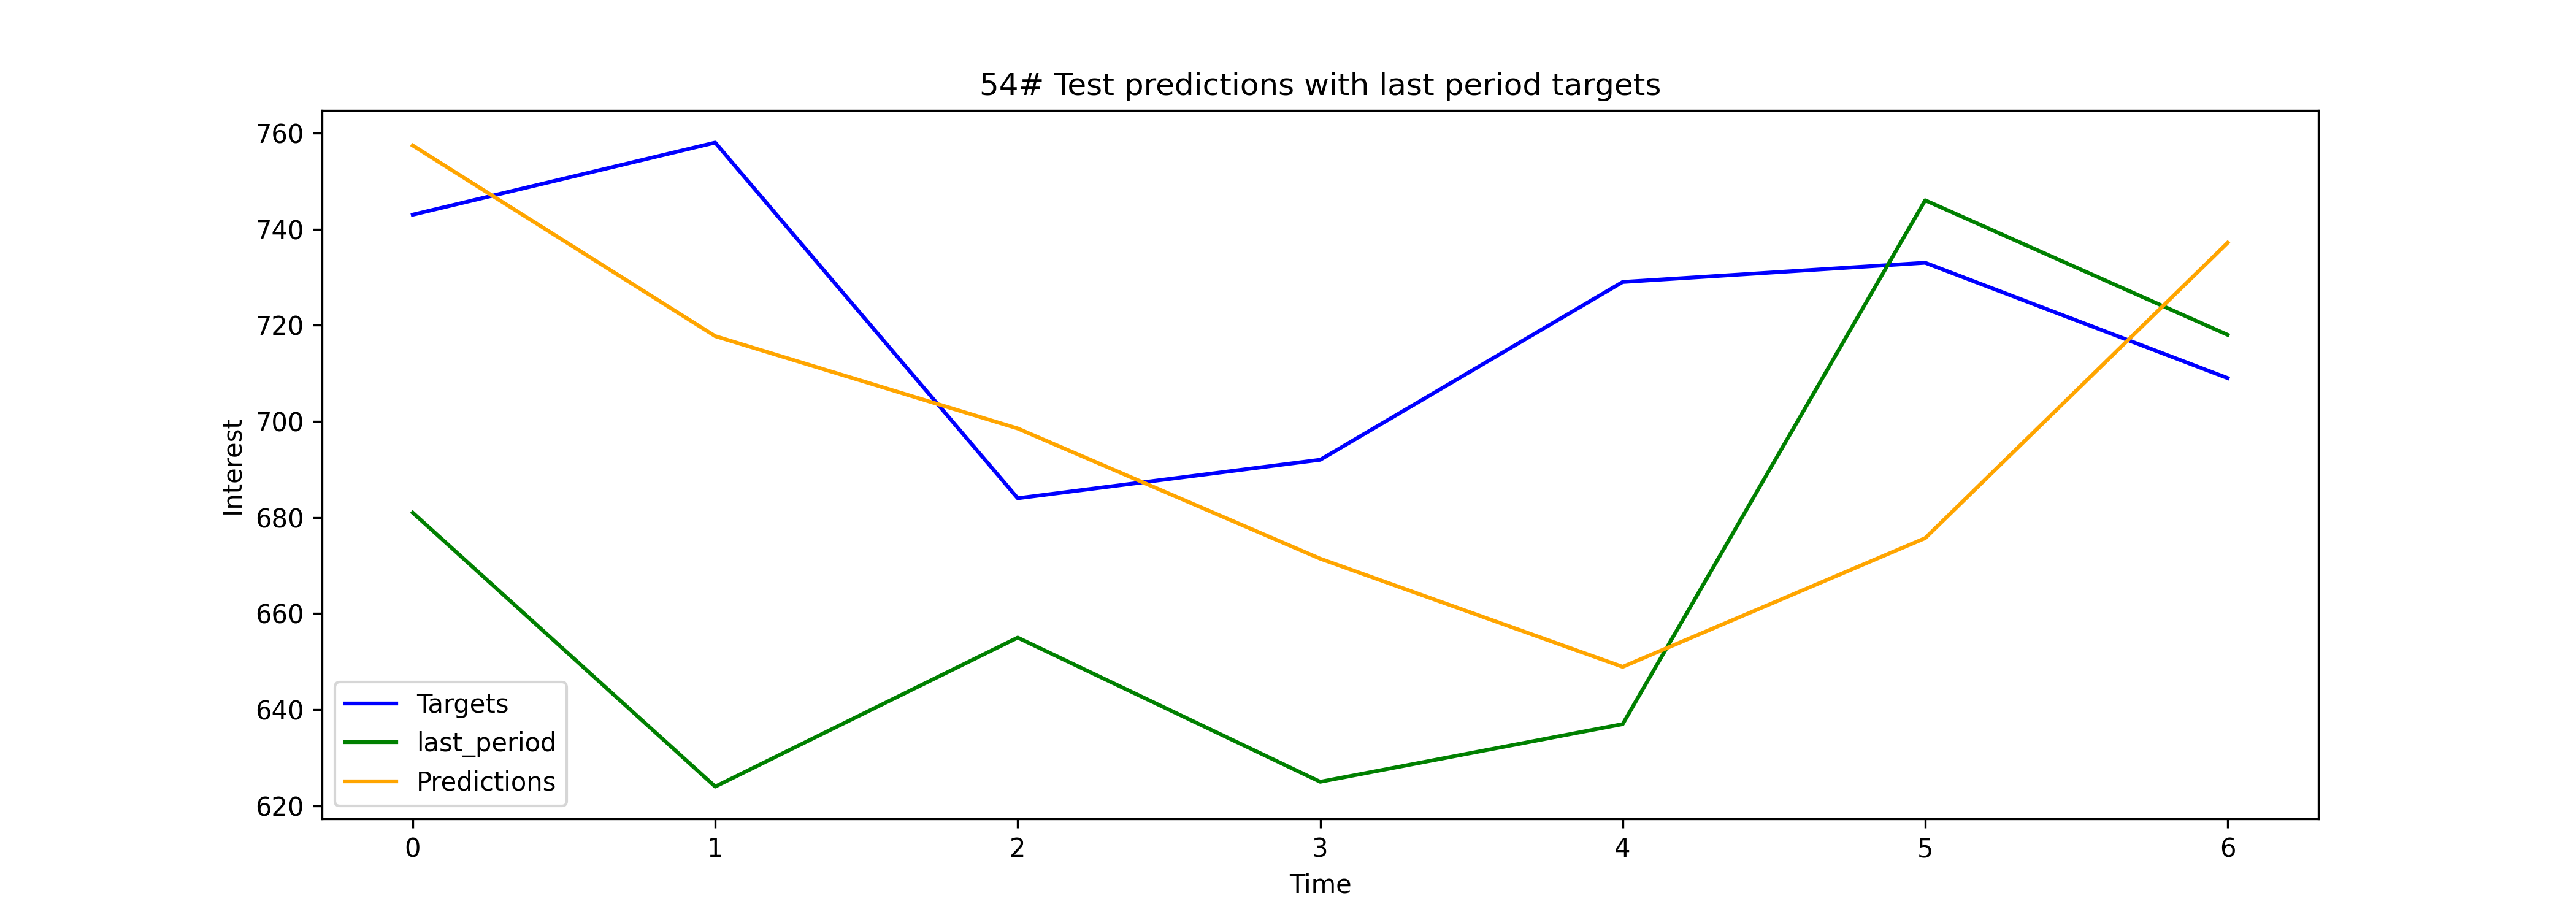 54# Test predictions with last period targets
760
740
720
700
680
660
640
620
Interest
Targets
last_period
Predictions
0 1 2 3 4 5 6
Time